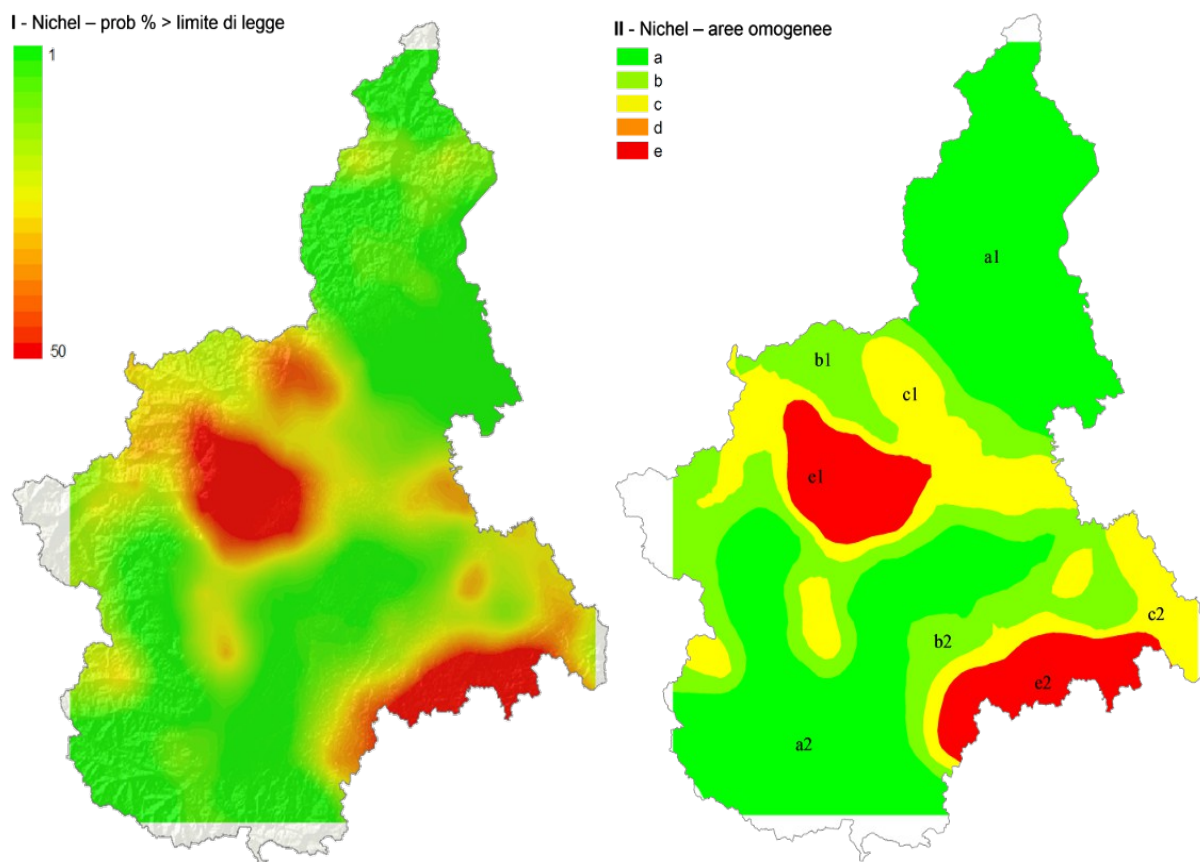 I - Nichel – prob % > limite di legge
1
50
II - Nichel – aree omogenee
a
b
c
d
e
a1
b1
c1
e1
b2
c2
e2
a2